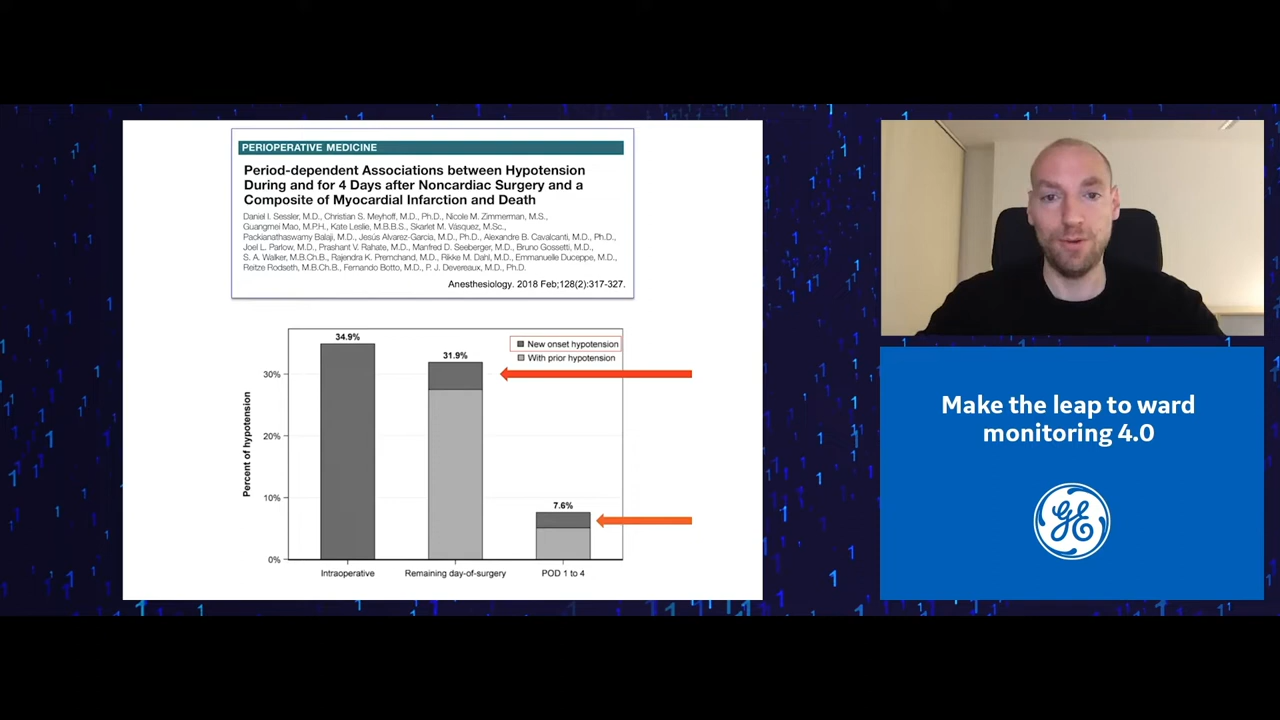 PERIOPERATIVE MEDICINE
Period-dependent Associations between Hypotension
During and for 4 Days after Noncardiac Surgery and a
Composite of Myocardial Infarction and Death
Daniel I. Sessler, M.D., Christian S. Meyhoff, M.D., Ph.D., Nicole M. Zimmerman, M.S.,
Guangmei Mao, M.P.H., Kate Leslie, M.B.B.S., Skarlet M. Vásquez, M.Sc.,
Packianathaswamy Balaji, M.D., Jesús Alvarez-Garcia, M.D., Ph.D., Alexandre B. Cavalcanti, M.D., Ph.D.,
Joel L. Parlow, M.D., Prashant V. Rahate, M.D., Manfred D. Seeberger, M.D., Bruno Gossetti, M.D.,
S. A. Walker, M.B.Ch.B., Rajendra K. Premchand, M.D., Rikke M. Dahl, M.D., Emmanuelle Duceppe, M.D.,
Reitze Rodseth, M.B.Ch.B., Fernando Botto, M.D., P. J. Devereaux, M.D., Ph.D.
Anesthesiology. 2018 Feb;128(2):317-327.
34.9%
New onset hypotension
31.9%
With prior hypotension
30%
20%
10%
7.6%
0%
Percent of hypotension
Intraoperative
Remaining day-of-surgery
POD 1 to 4
Make the leap to ward
monitoring 4.0
GE